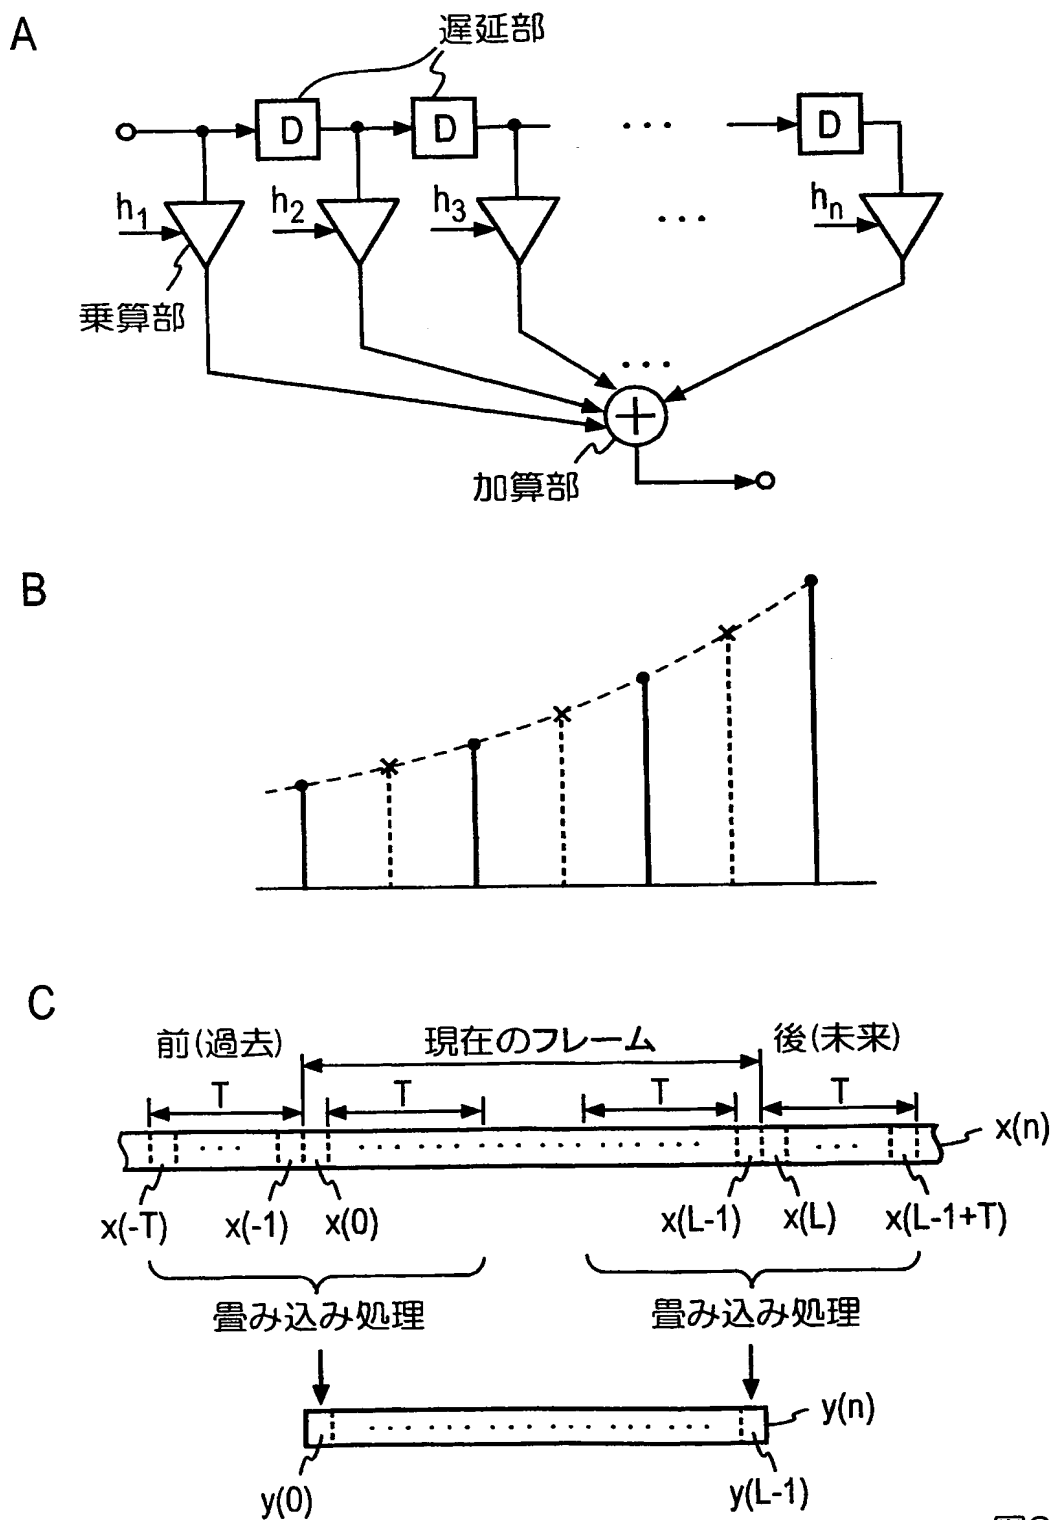 A
遅延部
D
D
D
h1
h2
h3
hn
乗算部
加算部
B
C
前(過去)
現在のフレーム
後(未来)
T
T
T
T
x(n)
x(-T)
x(-1)
x(0)
x(L-1)
x(L)
x(L-1+T)
畳み込み処理
畳み込み処理
y(n)
y(0)
y(L-1)